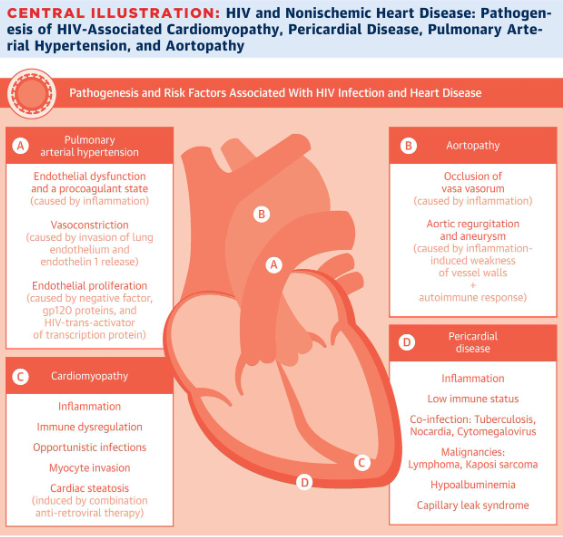 CENTRAL ILLUSTRATION: HIV and Nonischemic Heart Disease: Pathogen-
esis of HIV-Associated Cardiomyopathy, Pericardial Disease, Pulmonary Arte-
rial Hypertension, and Aortopathy
Pathogenesis and Risk Factors Associated With HIV Infection and Heart Disease
A
Pulmonary
arterial hypertension
Endothelial dysfunction
and a procoagulant state
(caused by inflammation)
Vasoconstriction
(caused by invasion of lung
endothelium and
endothelin 1 release)
Endothelial proliferation
(caused by negative factor,
gp120 proteins, and
HIV-trans-activator
of transcription protein)
C
Cardiomyopathy
Inflammation
Immune dysregulation
Opportunistic infections
Myocyte invasion
Cardiac steatosis
(induced by combination
anti-retroviral therapy)
B
A
C
D
B
Aortopathy
Occlusion of
vasa vasorum
(caused by inflammation)
Aortic regurgitation
and aneurysm
(caused by inflammation-
induced weakness
of vessel walls
+
autoimmune response)
D
Pericardial
disease
Inflammation
Low immune status
Co-infection: Tuberculosis,
Nocardia, Cytomegalovirus
Malignancies:
Lymphoma, Kaposi sarcoma
Hypoalbuminemia
Capillary leak syndrome